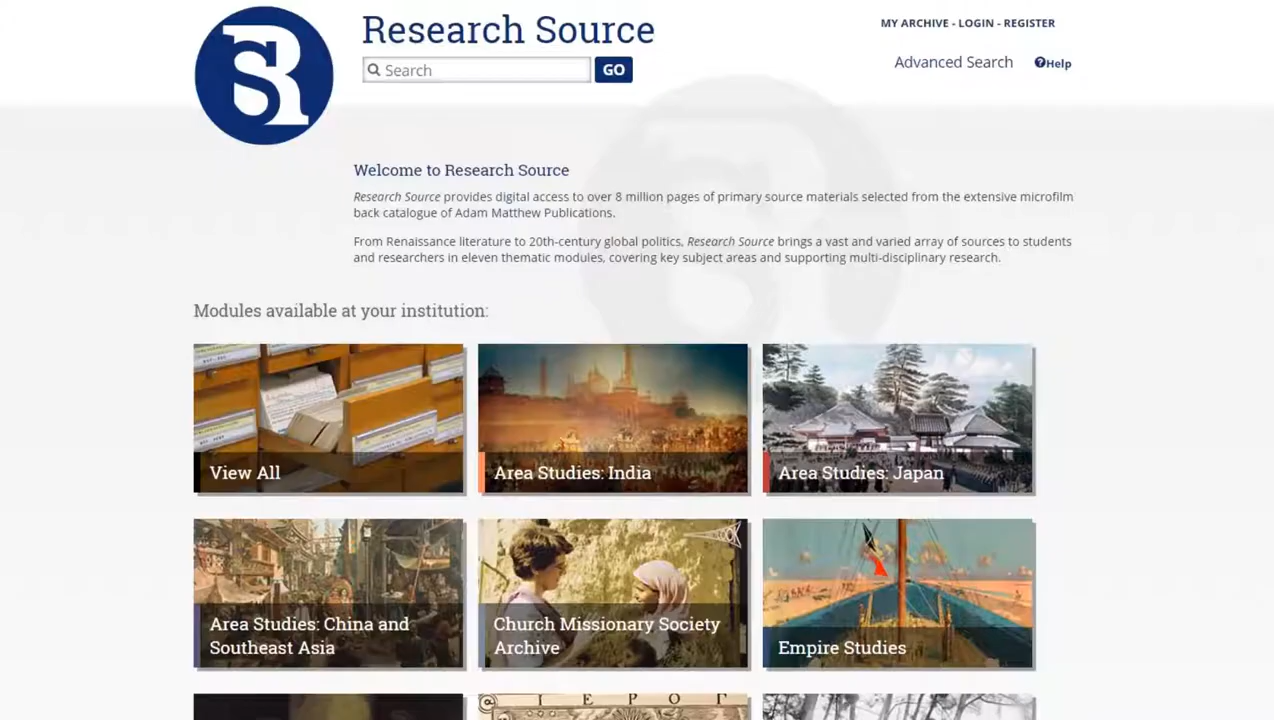 Research Source
MY ARCHIVE - LOGIN - REGISTER
Search
GO
Advanced Search
Help
Welcome to Research Source
Research Source provides digital access to over 8 million pages of primary source materials selected from the extensive microfilm
back catalogue of Adam Matthew Publications.
From Renaissance literature to 20th-century global politics, Research Source brings a vast and varied array of sources to students
and researchers in eleven thematic modules, covering key subject areas and supporting multi-disciplinary research.
Modules available at your institution:
View All
Area Studies: India
Area Studies: Japan
Area Studies: China and
Southeast Asia
Church Missionary Society
Archive
Empire Studies